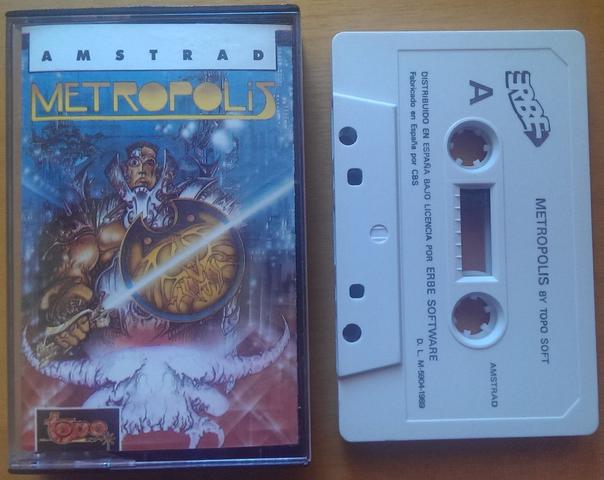 AMSTRAD
METROPOLIS
topo
ERBE
A
METROPOLIS BY TOPO SOFT
AMSTRAD
DISTRIBUIDO EN ESPAÑA BAJO LICENCIA POR ERBE SOFTWARE
Fabricado en España por CBS
D. L. M-5904-1989